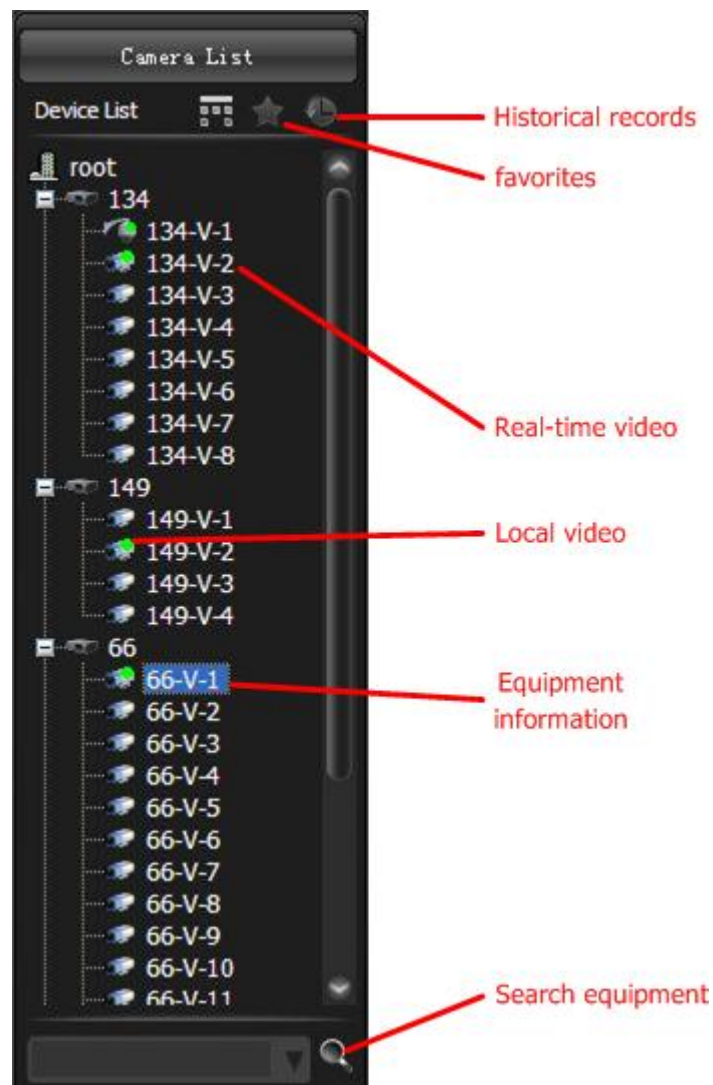 Camera List
Device List
Historical records
favorites
root
134
134-V-1
134-V-2
134-V-3
134-V-4
134-V-5
134-V-6
134-V-7
134-V-8
Real-time video
149
149-V-1
149-V-2
149-V-3
149-V-4
Local video
66
66-V-1
Equipment
information
66-V-2
66-V-3
66-V-4
66-V-5
66-V-6
66-V-7
66-V-8
66-V-9
66-V-10
66-V-11
Search equipment